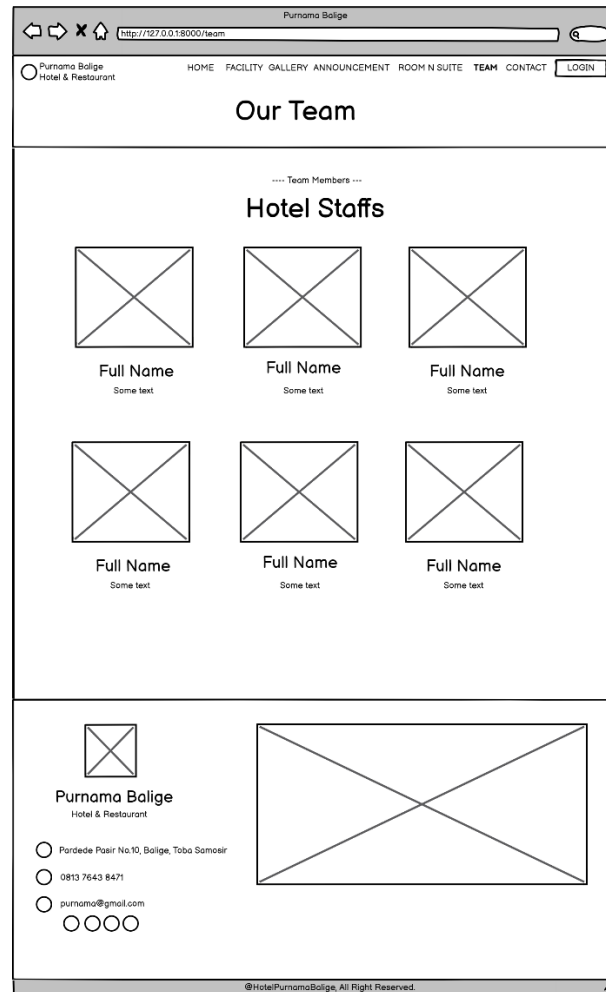 Purnama Balige
http://127.0.0.1:8000/team
Purnama Balige
Hotel & Restaurant
HOME FACILITY GALLERY ANNOUNCEMENT ROOM N SUITE TEAM CONTACT LOGIN
Our Team
---- Team Members ---
Hotel Staffs
Full Name Full Name Full Name
Some text Some text Some text
Full Name Full Name Full Name
Some text Some text Some text
Purnama Balige
Hotel & Restaurant
Pardede Pasir No.10, Balige, Toba Samosir
0813 7643 8471
purnama@gmail.com
@HotelPurnamaBalige, All Right Reserved.